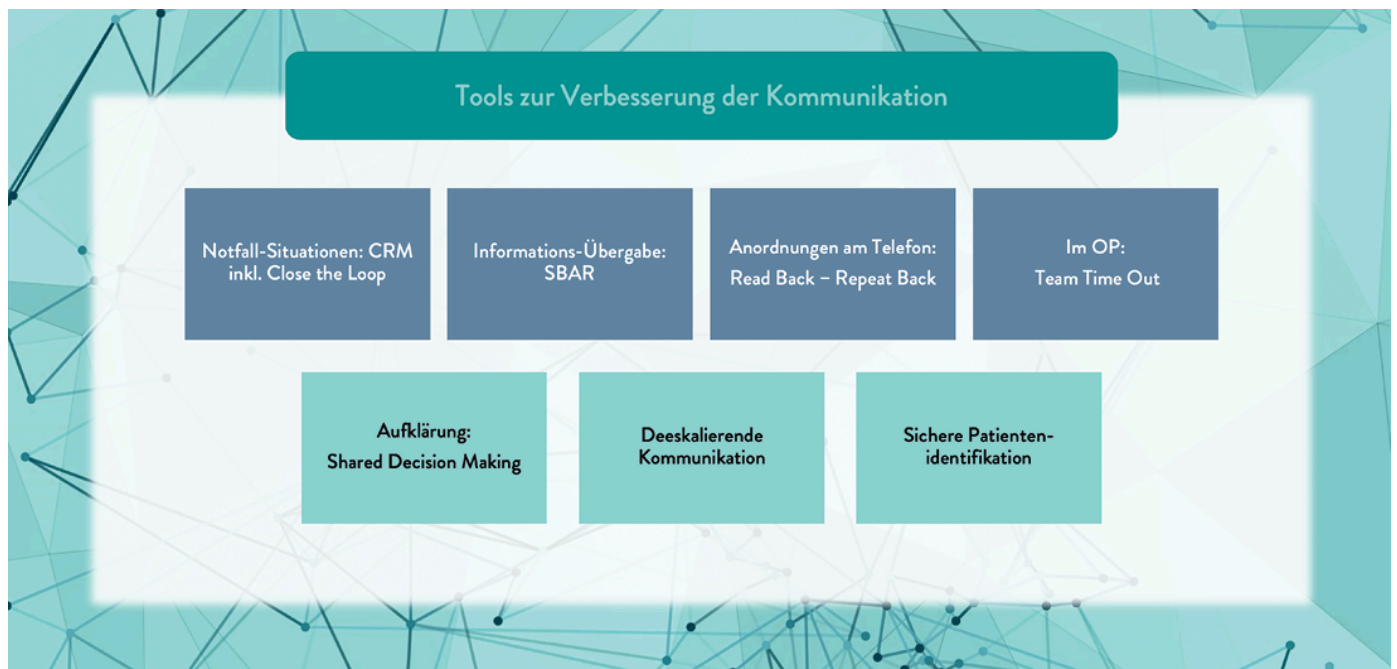 Tools zur Verbesserung der Kommunikation
Notfall-Situationen: CRM
inkl. Close the Loop
Informations-Übergabe:
SBAR
Anordnungen am Telefon:
Read Back – Repeat Back
Im OP:
Team Time Out
Aufklärung:
Shared Decision Making
Deeskalierende
Kommunikation
Sichere Patienten-
identifikation